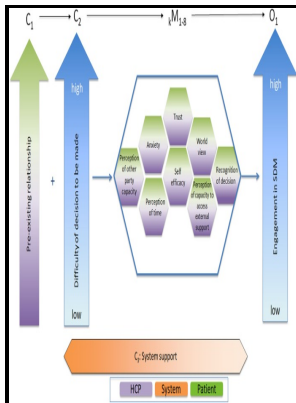 C1
C2
kM1-8
O1
high
high
Pre-existing relationship
+
Difficulty of decision to be made
Trust
Anxiety
World
view
Perception
of other
party
capacity
Self
efficacy
Recognition
of decision
Perception
of time
Perception
of capacity to
access
external
support
Engagement in SDM
low
low
System support
HCP
System
Patient